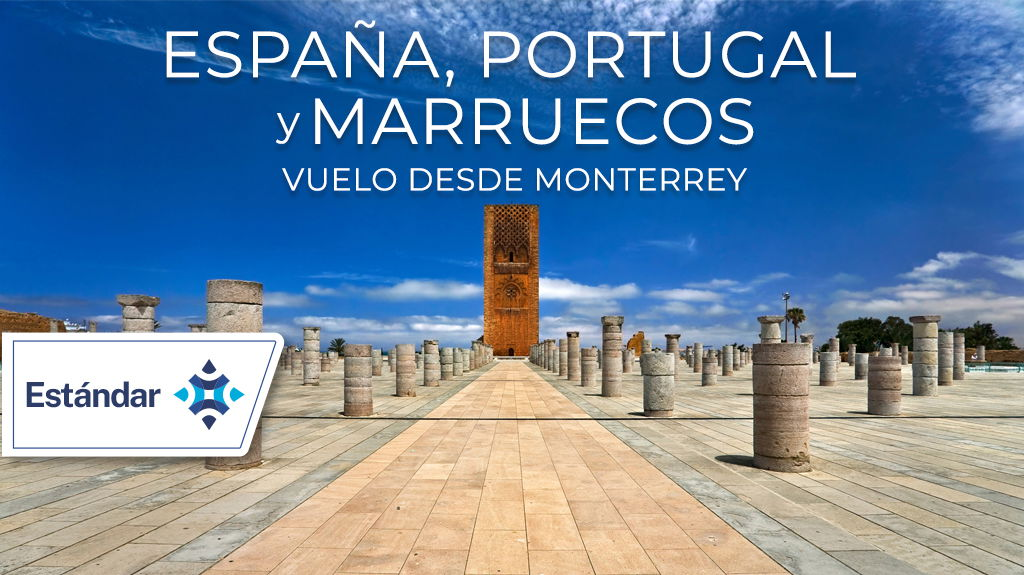 ESPAÑA, PORTUGAL
y MARRUECOS
VUELO DESDE MONTERREY
Estándar